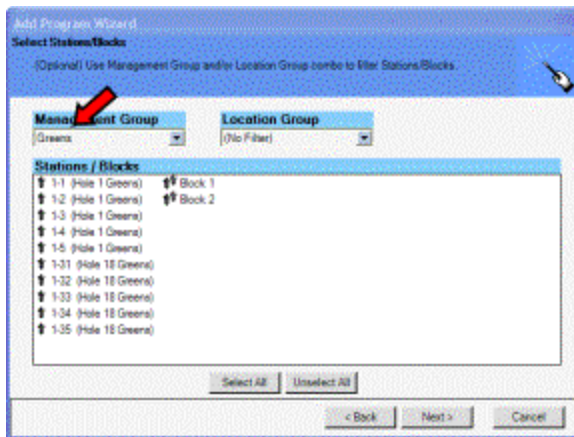 Add Program Wizard
Select Stations/Blocks
(Optional) Use Management Group and/or Location Group combo to filter Stations/Blocks.
Management Group Location Group
Greens (No Filter)
Stations / Blocks
1-1 (Hole 1 Greens) Block 1
1-2 (Hole 1 Greens) Block 2
1-3 (Hole 1 Greens)
1-4 (Hole 1 Greens)
1-5 (Hole 1 Greens)
1-31 (Hole 18 Greens)
1-32 (Hole 18 Greens)
1-33 (Hole 18 Greens)
1-34 (Hole 18 Greens)
1-35 (Hole 18 Greens)
Select All Unselect All
< Back Next > Cancel